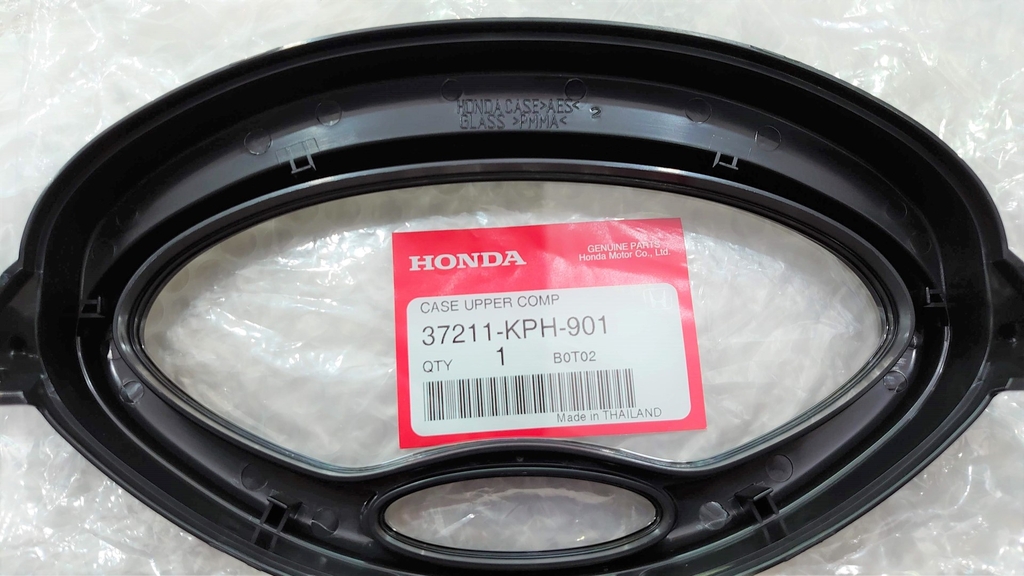 HONDA CASE>AES<
GLASS >PMMA<
HONDA
GENUINE PARTS
Honda Motor Co., Ltd.
CASE UPPER COMP
37211-KPH-901
QTY 1 B0T02
Made in THAILAND